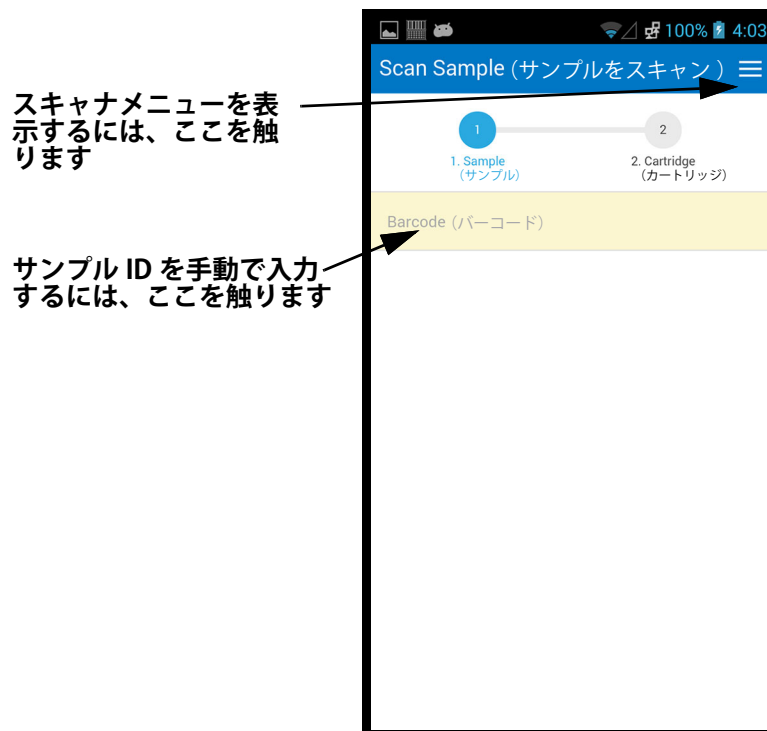 100% 4:03
Scan Sample (サンプルをスキャン )
スキャナメニューを表
示するには、ここを触
ります
1
2
1. Sample
(サンプル)
2. Cartridge
(カートリッジ)
Barcode (バーコード)
サンプル ID を手動で入力
するには、ここを触ります